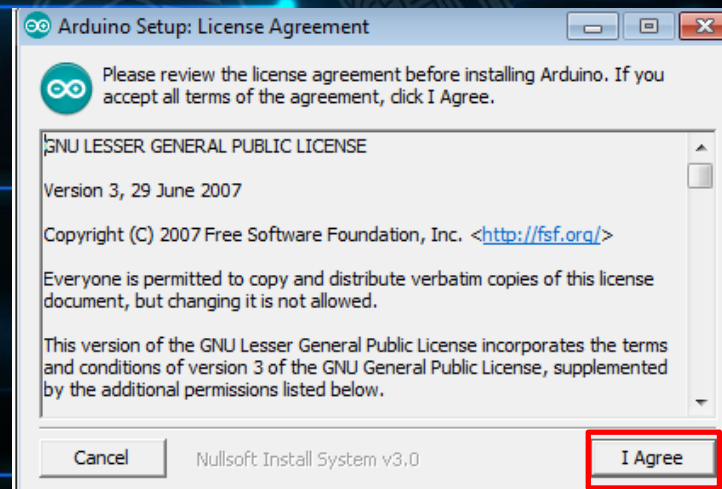 Arduino Setup: License Agreement
Please review the license agreement before installing Arduino. If you
accept all terms of the agreement, click I Agree.
GNU LESSER GENERAL PUBLIC LICENSE
Version 3, 29 June 2007
Copyright (C) 2007 Free Software Foundation, Inc. <http://fsf.org/>
Everyone is permitted to copy and distribute verbatim copies of this license
document, but changing it is not allowed.
This version of the GNU Lesser General Public License incorporates the terms
and conditions of version 3 of the GNU General Public License, supplemented
by the additional permissions listed below.
Cancel
Nullsoft Install System v3.0
I Agree